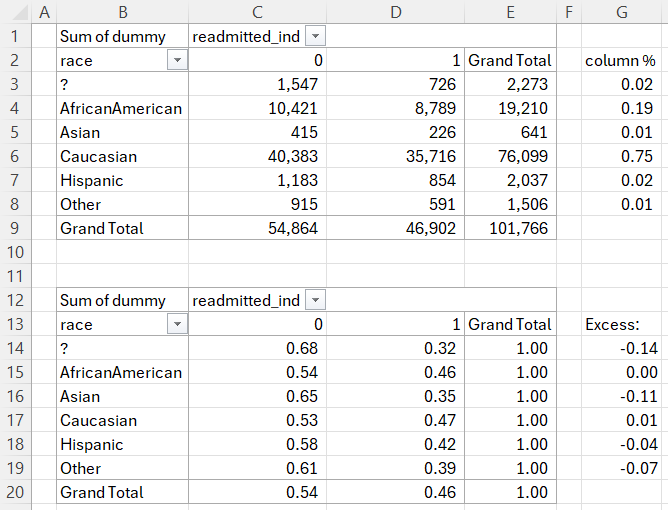 A B C D E F G
1 Sum of dummy readmitted_ind
2 race 0 1 Grand Total column %
3 ? 1,547 726 2,273 0.02
4 AfricanAmerican 10,421 8,789 19,210 0.19
5 Asian 415 226 641 0.01
6 Caucasian 40,383 35,716 76,099 0.75
7 Hispanic 1,183 854 2,037 0.02
8 Other 915 591 1,506 0.01
9 Grand Total 54,864 46,902 101,766
10
11
12 Sum of dummy readmitted_ind
13 race 0 1 Grand Total Excess:
14 ? 0.68 0.32 1.00 -0.14
15 AfricanAmerican 0.54 0.46 1.00 0.00
16 Asian 0.65 0.35 1.00 -0.11
17 Caucasian 0.53 0.47 1.00 0.01
18 Hispanic 0.58 0.42 1.00 -0.04
19 Other 0.61 0.39 1.00 -0.07
20 Grand Total 0.54 0.46 1.00